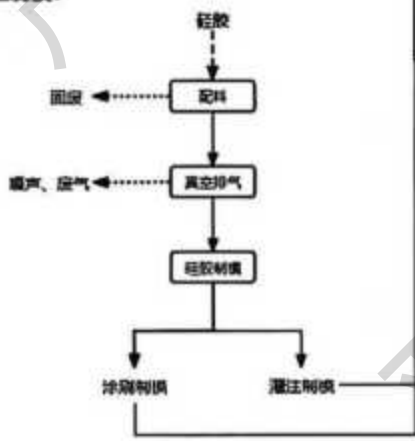 硅胶
配料
固废
真空排气
噪声、废气
硅胶制模
涂刷制模
灌注制模